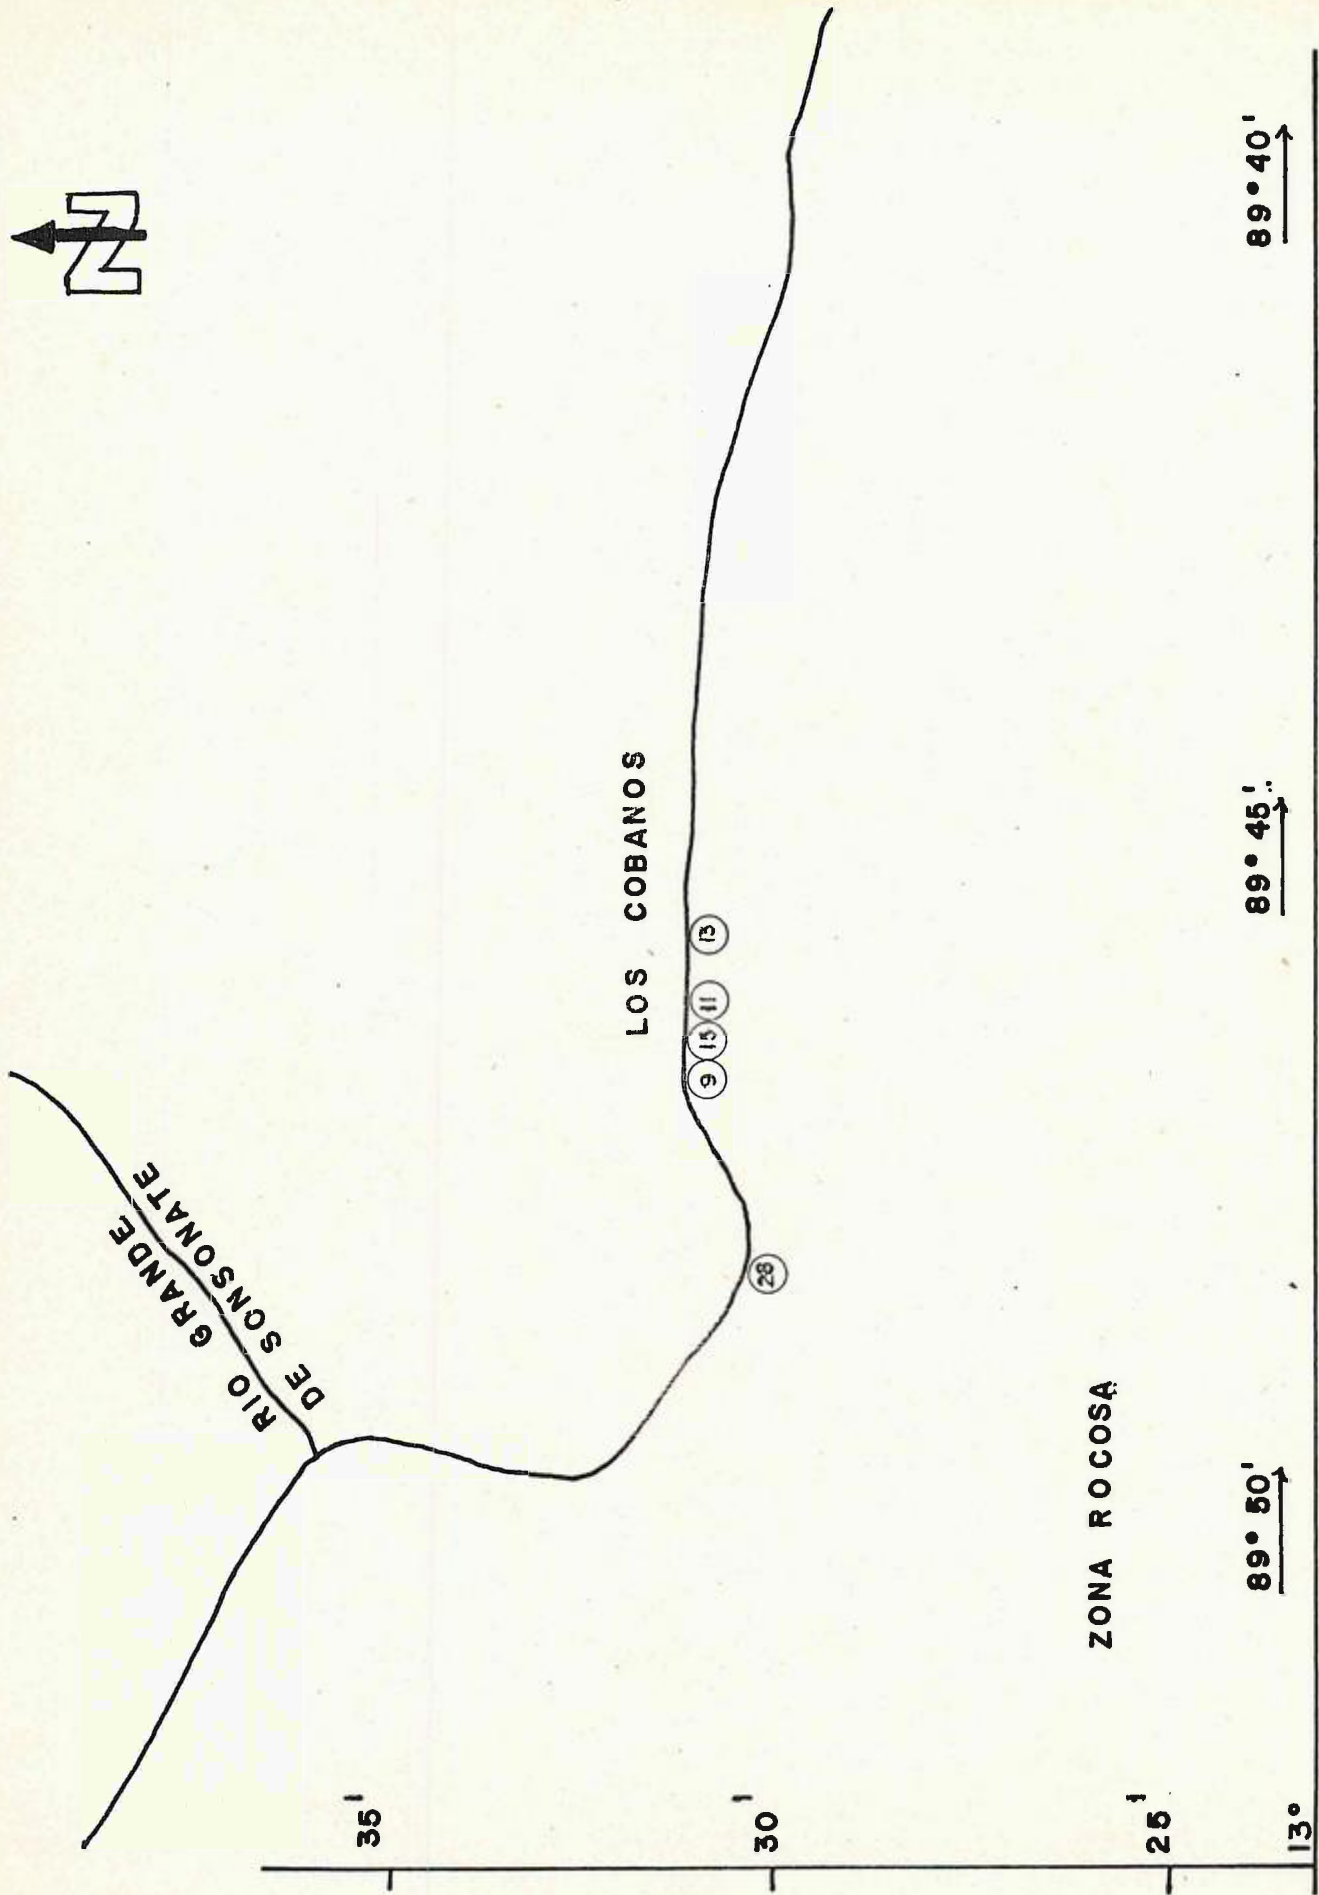 N
RIO GRANDE
DE SONSONATE
LOS COBANOS
13
11
15
9
28
ZONA ROCOSA
35'
30'
25'
13°
89° 50'
89° 45'
89° 40'